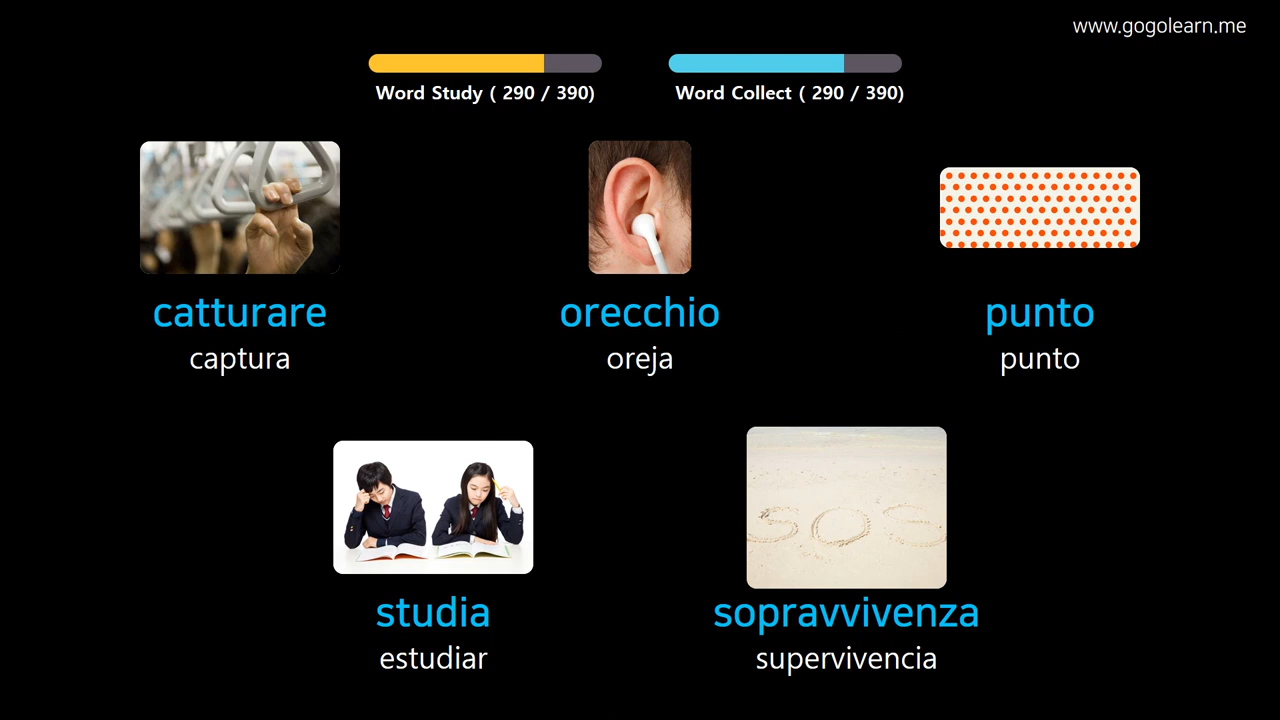 www.gogolearn.me
Word Study ( 290 / 390)
Word Collect ( 290 / 390)
catturare
captura
orecchio
oreja
punto
punto
studia
estudiar
SOS
sopravvivenza
supervivencia